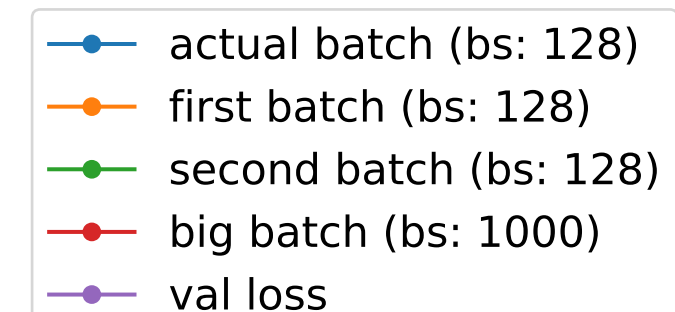 actual batch (bs: 128)
first batch (bs: 128)
second batch (bs: 128)
big batch (bs: 1000)
val loss